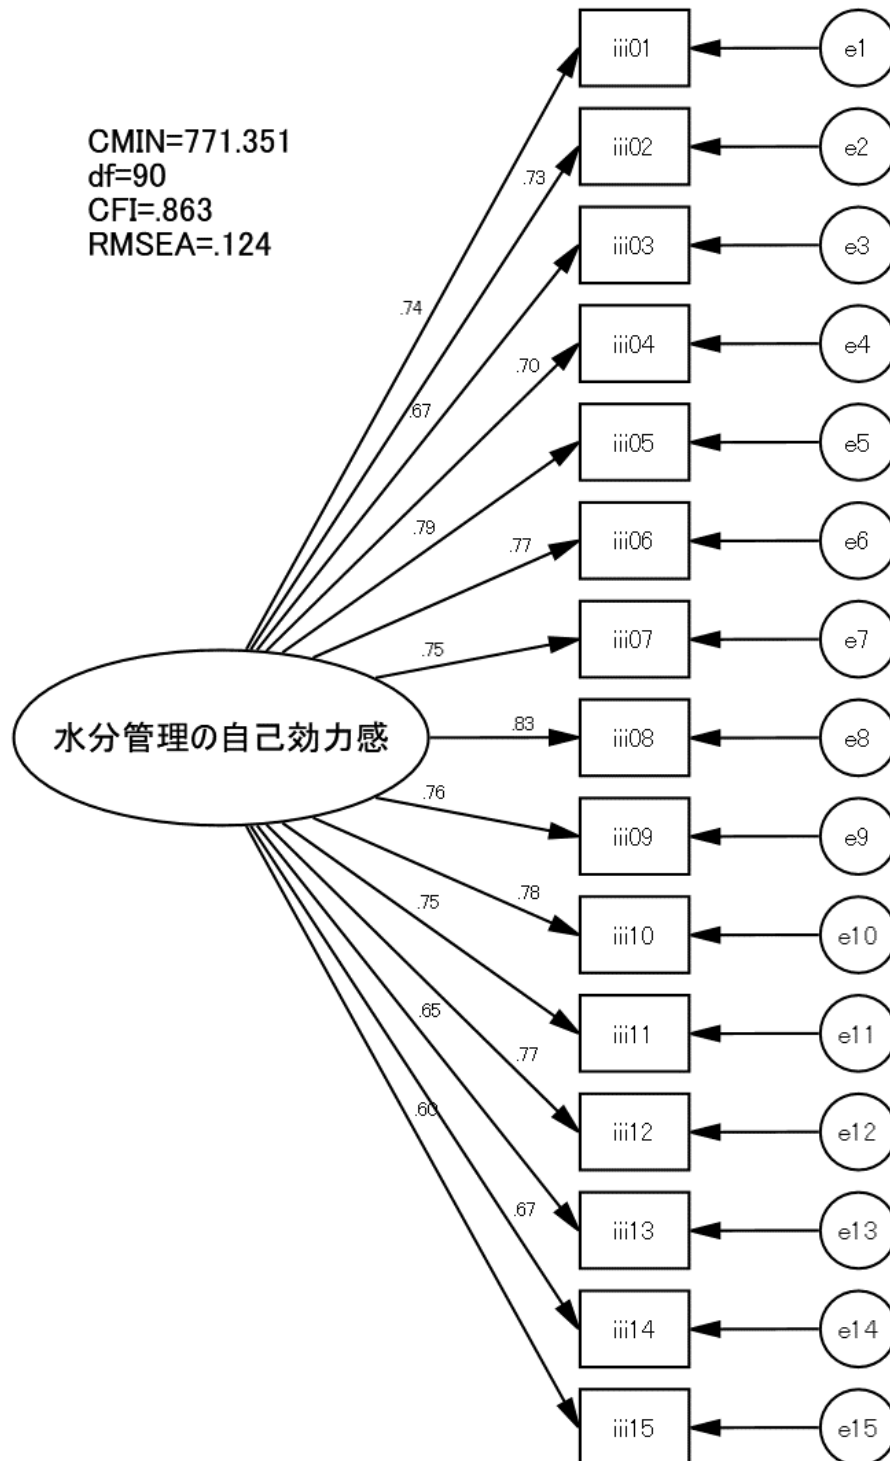 CMIN=771.351
df=90
CFI=.863
RMSEA=.124
水分管理の自己効力感
.74
.73
.67
.70
.79
.77
.75
.83
.76
.78
.75
.77
.65
.67
.60
iii01
e1
iii02
e2
iii03
e3
iii04
e4
iii05
e5
iii06
e6
iii07
e7
iii08
e8
iii09
e9
iii10
e10
iii11
e11
iii12
e12
iii13
e13
iii14
e14
iii15
e15